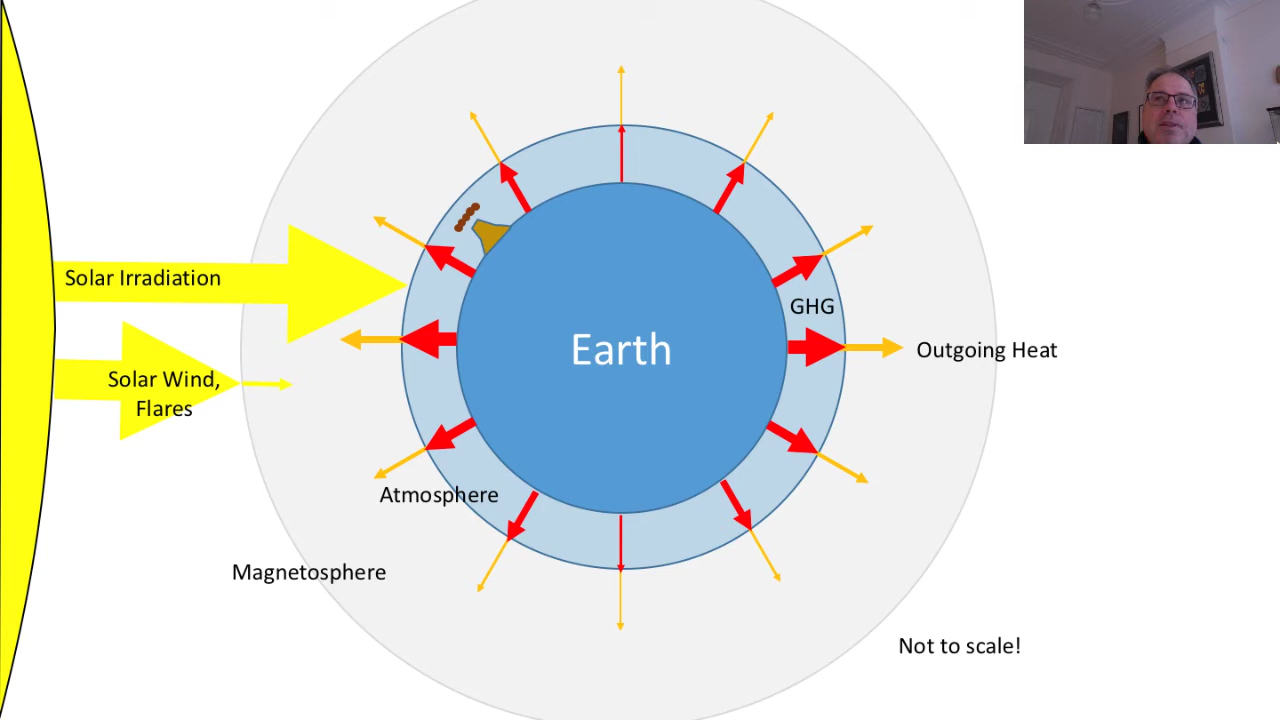 Solar Irradiation
GHG
Earth
Outgoing Heat
Solar Wind,
Flares
Atmosphere
Magnetosphere
Not to scale!